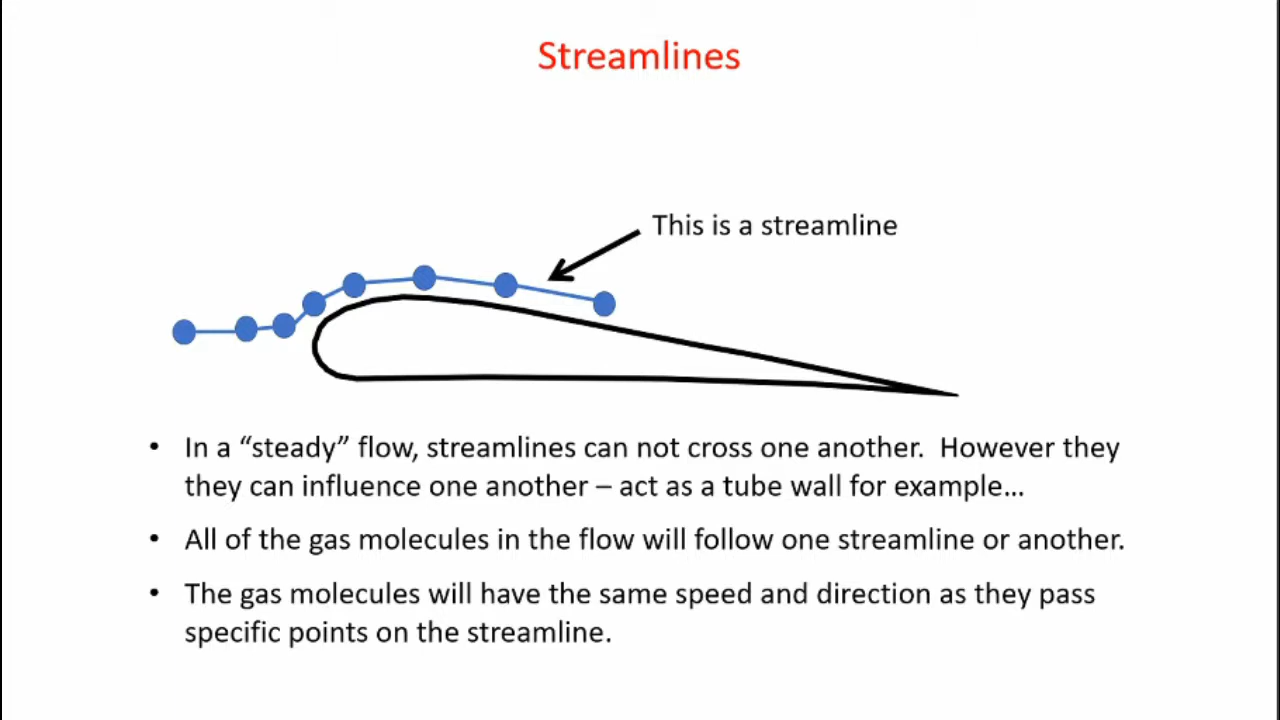 Streamlines
This is a streamline
• In a “steady” flow, streamlines can not cross one another.  However they
they can influence one another – act as a tube wall for example…
• All of the gas molecules in the flow will follow one streamline or another.
• The gas molecules will have the same speed and direction as they pass
specific points on the streamline.